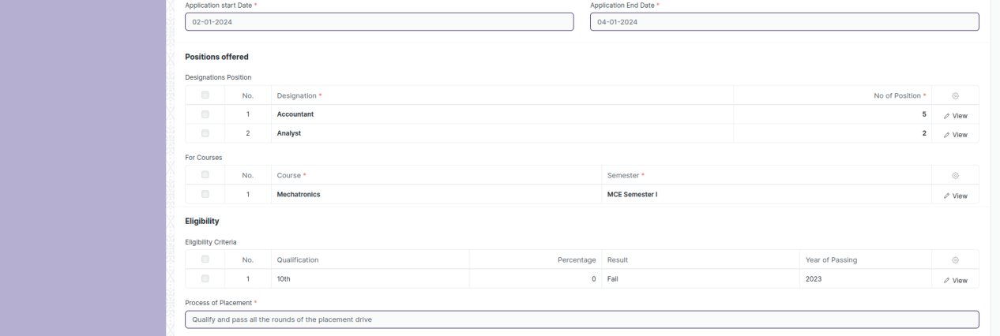 Application start Date * Application End Date *
02-01-2024 04-01-2024
Positions offered
Designations Position
No. Designation * No of Position *
1 Accountant 5 View
2 Analyst 2 View
For Courses
No. Course * Semester *
1 Mechatronics MCE Semester I View
Eligibility
Eligibility Criteria
No. Qualification Percentage Result Year of Passing
1 10th 0 Fail 2023 View
Process of Placement *
Qualify and pass all the rounds of the placement drive